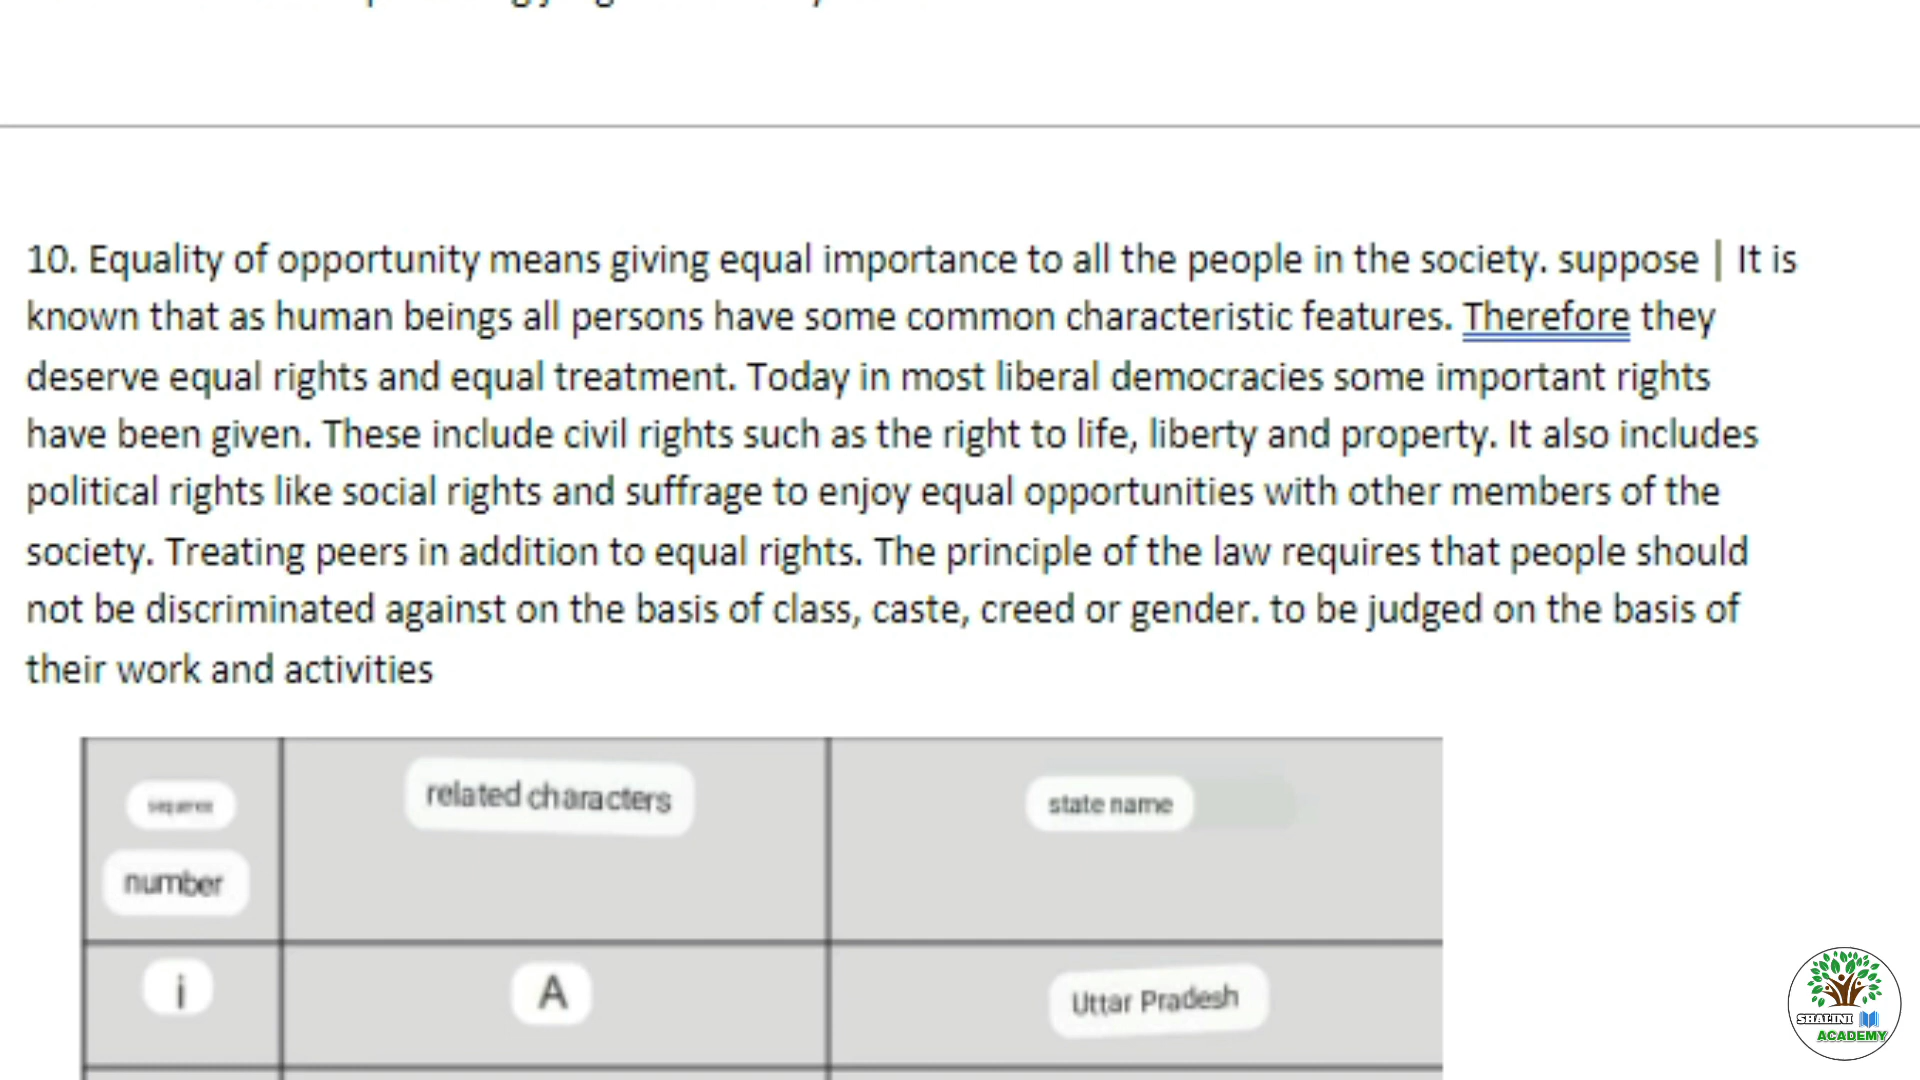 10. Equality of opportunity means giving equal importance to all the people in the society. suppose | It is
known that as human beings all persons have some common characteristic features. Therefore they
deserve equal rights and equal treatment. Today in most liberal democracies some important rights
have been given. These include civil rights such as the right to life, liberty and property. It also includes
political rights like social rights and suffrage to enjoy equal opportunities with other members of the
society. Treating peers in addition to equal rights. The principle of the law requires that people should
not be discriminated against on the basis of class, caste, creed or gender. to be judged on the basis of
their work and activities
related characters
state name
number
i
A
Uttar Pradesh
SHALINI
ACADEMY